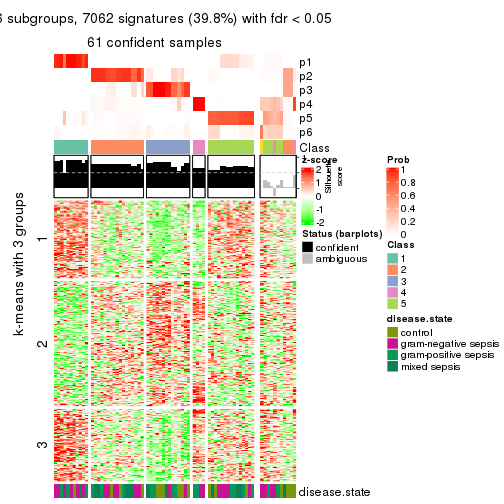 6 subgroups, 7062 signatures (39.8%) with fdr < 0.05
61 confident samples
p1
p2
p3
p4
p5
p6
Class
z-score
2
1
0
-1
-2
Silhouette
score
Prob
1
0.8
0.6
0.4
0.2
0
Status (barplots)
confident
ambiguous
Class
1
2
3
4
5
disease.state
control
gram-negative sepsis
gram-positive sepsis
mixed sepsis
k-means with 3 groups
1
2
3
disease.state